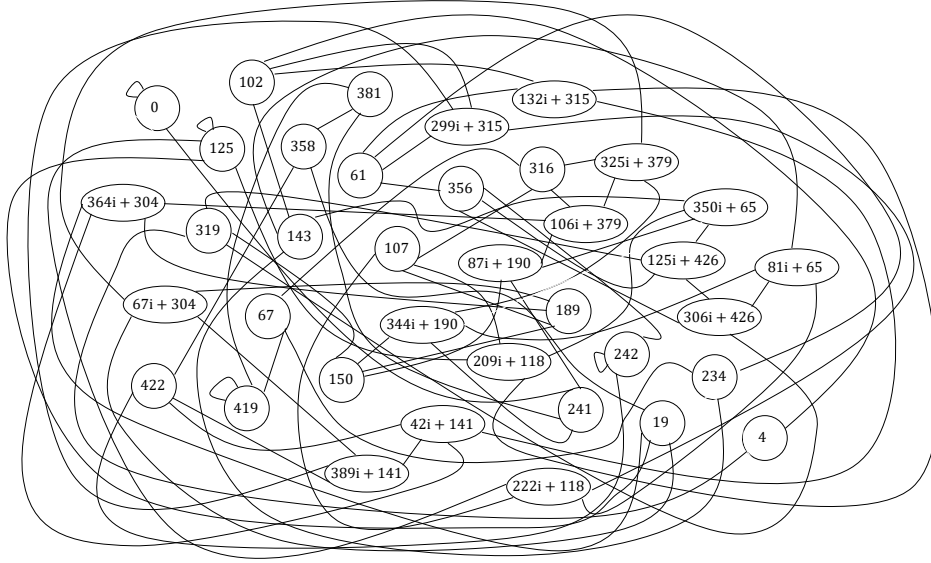 102
381
0
132i + 315
125
358
299i + 315
61
356
316
325i + 379
364i + 304
319
143
350i + 65
106i + 379
107
87i + 190
125i + 426
81i + 65
67i + 304
67
344i + 190
189
306i + 426
422
419
150
209i + 118
242
234
42i + 141
241
19
4
389i + 141
222i + 118